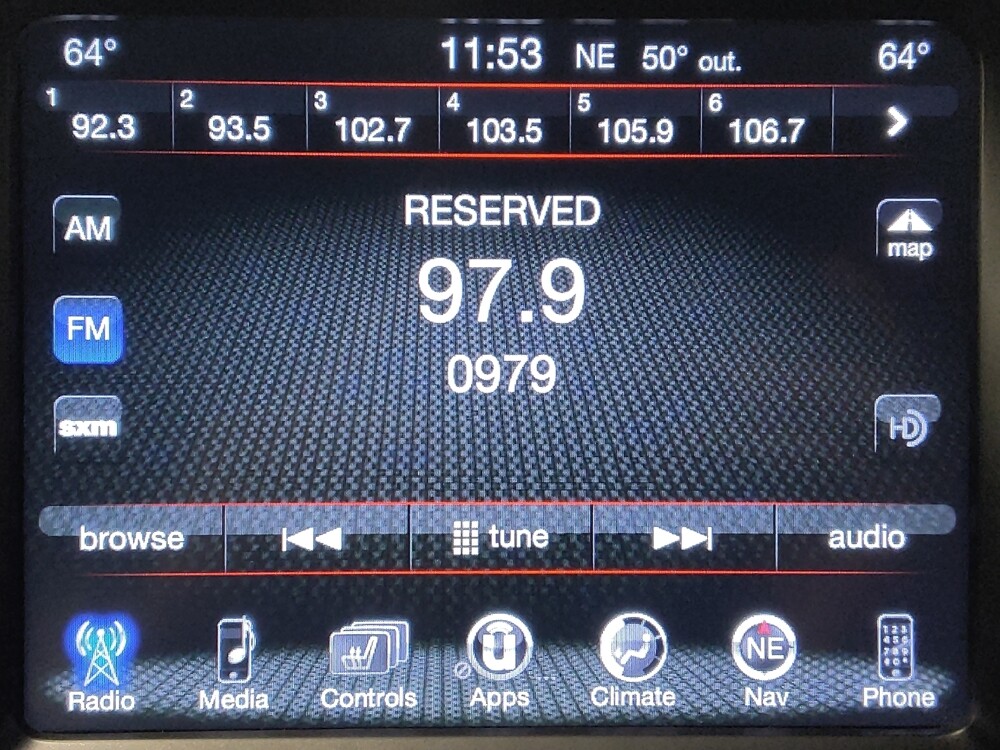 64° 11:53 NE 50° out. 64°
1 92.3 2 93.5 3 102.7 4 103.5 5 105.9 6 106.7
AM
RESERVED
map
97.9
FM
0979
sxm
HD
browse tune audio
NE
Radio Media Controls Apps Climate Nav Phone